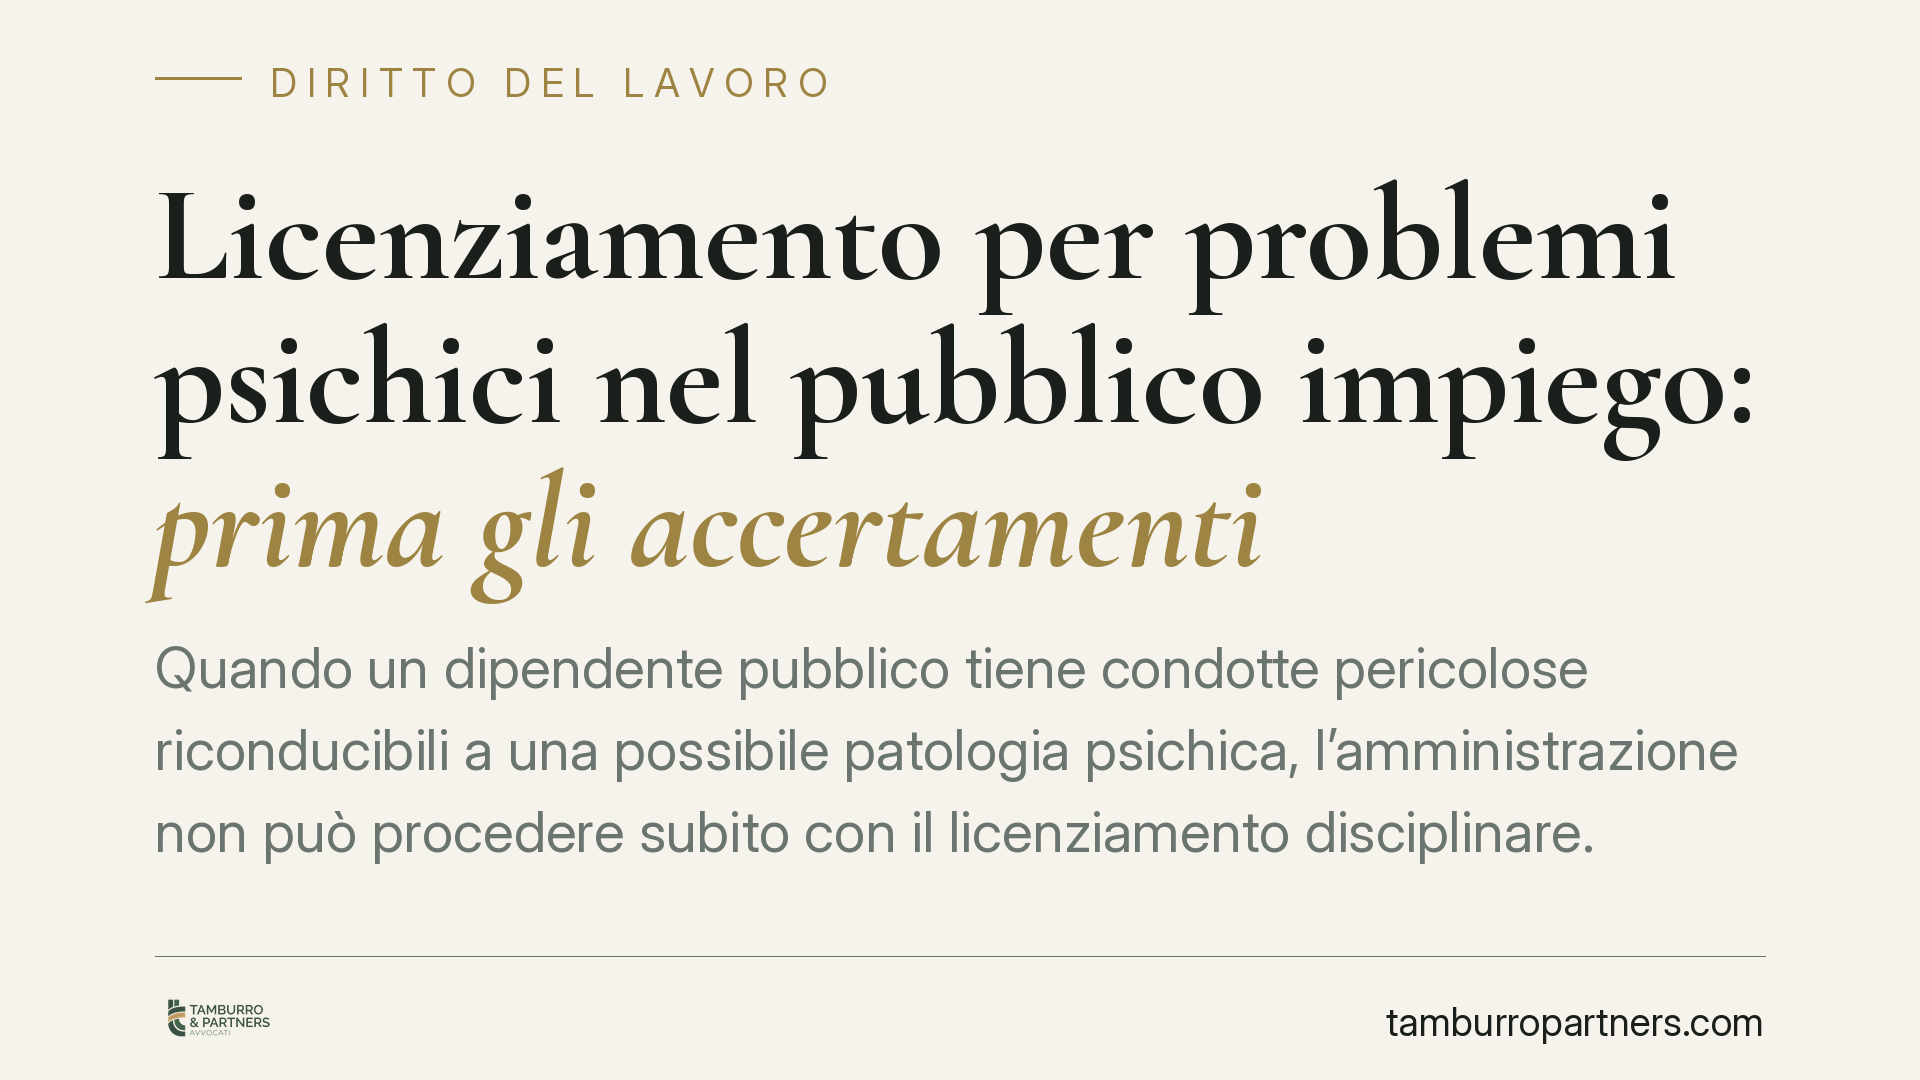 DIRITTO DEL LAVORO
Licenziamento per problemi
psichici nel pubblico impiego:
prima gli accertamenti
Quando un dipendente pubblico tiene condotte pericolose
riconducibili a una possibile patologia psichica, l’amministrazione
non può procedere subito con il licenziamento disciplinare.
TAMBURRO
& PARTNERS
AVVOCATI
tamburropartners.com